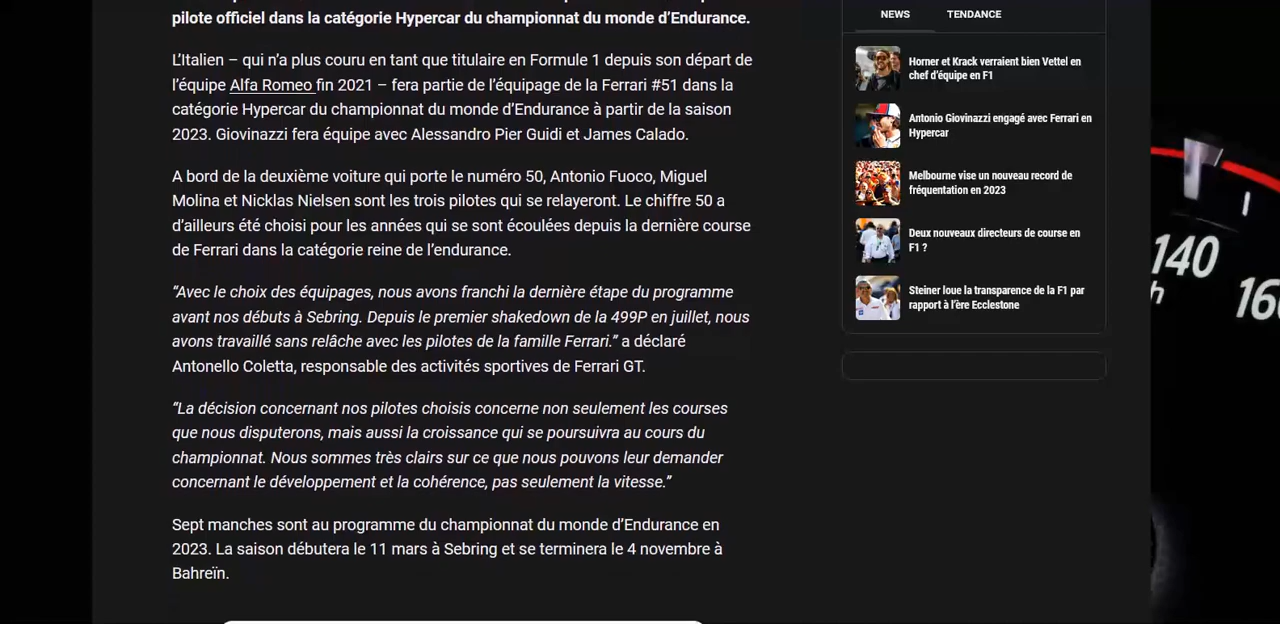 pilote officiel dans la catégorie Hypercar du championnat du monde d’Endurance.
L’Italien – qui n’a plus couru en tant que titulaire en Formule 1 depuis son départ de
l’équipe Alfa Romeo fin 2021 – fera partie de l’équipage de la Ferrari #51 dans la
catégorie Hypercar du championnat du monde d’Endurance à partir de la saison
2023. Giovinazzi fera équipe avec Alessandro Pier Guidi et James Calado.
A bord de la deuxième voiture qui porte le numéro 50, Antonio Fuoco, Miguel
Molina et Nicklas Nielsen sont les trois pilotes qui se relayeront. Le chiffre 50 a
d’ailleurs été choisi pour les années qui se sont écoulées depuis la dernière course
de Ferrari dans la catégorie reine de l’endurance.
“Avec le choix des équipages, nous avons franchi la dernière étape du programme
avant nos débuts à Sebring. Depuis le premier shakedown de la 499P en juillet, nous
avons travaillé sans relâche avec les pilotes de la famille Ferrari.” a déclaré
Antonello Coletta, responsable des activités sportives de Ferrari GT.
“La décision concernant nos pilotes choisis concerne non seulement les courses
que nous disputerons, mais aussi la croissance qui se poursuivra au cours du
championnat. Nous sommes très clairs sur ce que nous pouvons leur demander
concernant le développement et la cohérence, pas seulement la vitesse.”
Sept manches sont au programme du championnat du monde d’Endurance en
2023. La saison débutera le 11 mars à Sebring et se terminera le 4 novembre à
Bahreïn.
NEWS TENDANCE
Horner et Krack verraient bien Vettel en
chef d’équipe en F1
Antonio Giovinazzi engagé avec Ferrari en
Hypercar
Melbourne vise un nouveau record de
fréquentation en 2023
Deux nouveaux directeurs de course en
F1 ?
Steiner loue la transparence de la F1 par
rapport à l’ère Ecclestone
140
h
16